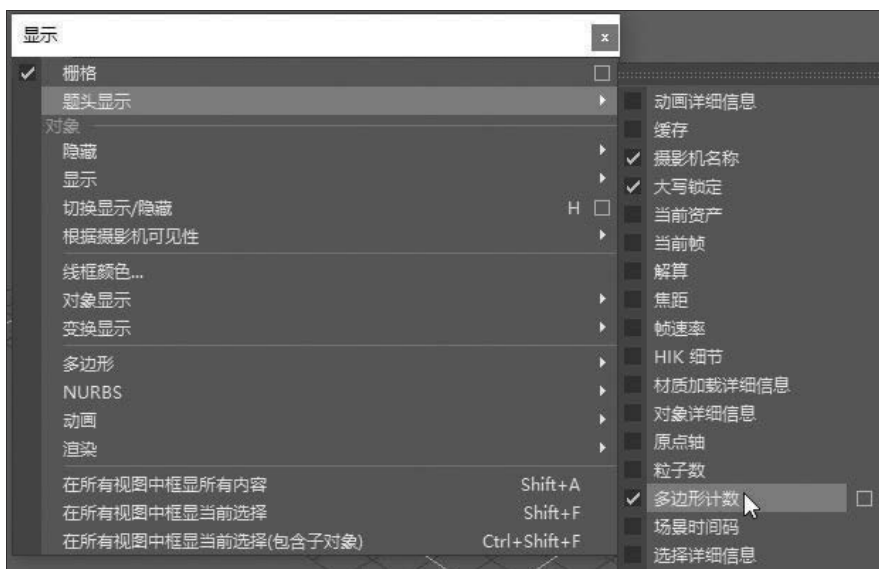 显示
x
栅格
题头显示
对象
隐藏
显示
切换显示/隐藏 H
根据摄影机可见性
线框颜色...
对象显示
变换显示
多边形
NURBS
动画
渲染
在所有视图中框显所有内容 Shift+A
在所有视图中框显当前选择 Shift+F
在所有视图中框显当前选择(包含子对象) Ctrl+Shift+F
动画详细信息
缓存
摄影机名称
大写锁定
当前资产
当前帧
解算
焦距
帧速率
HIK 细节
材质加载详细信息
对象详细信息
原点轴
粒子数
多边形计数
场景时间码
选择详细信息